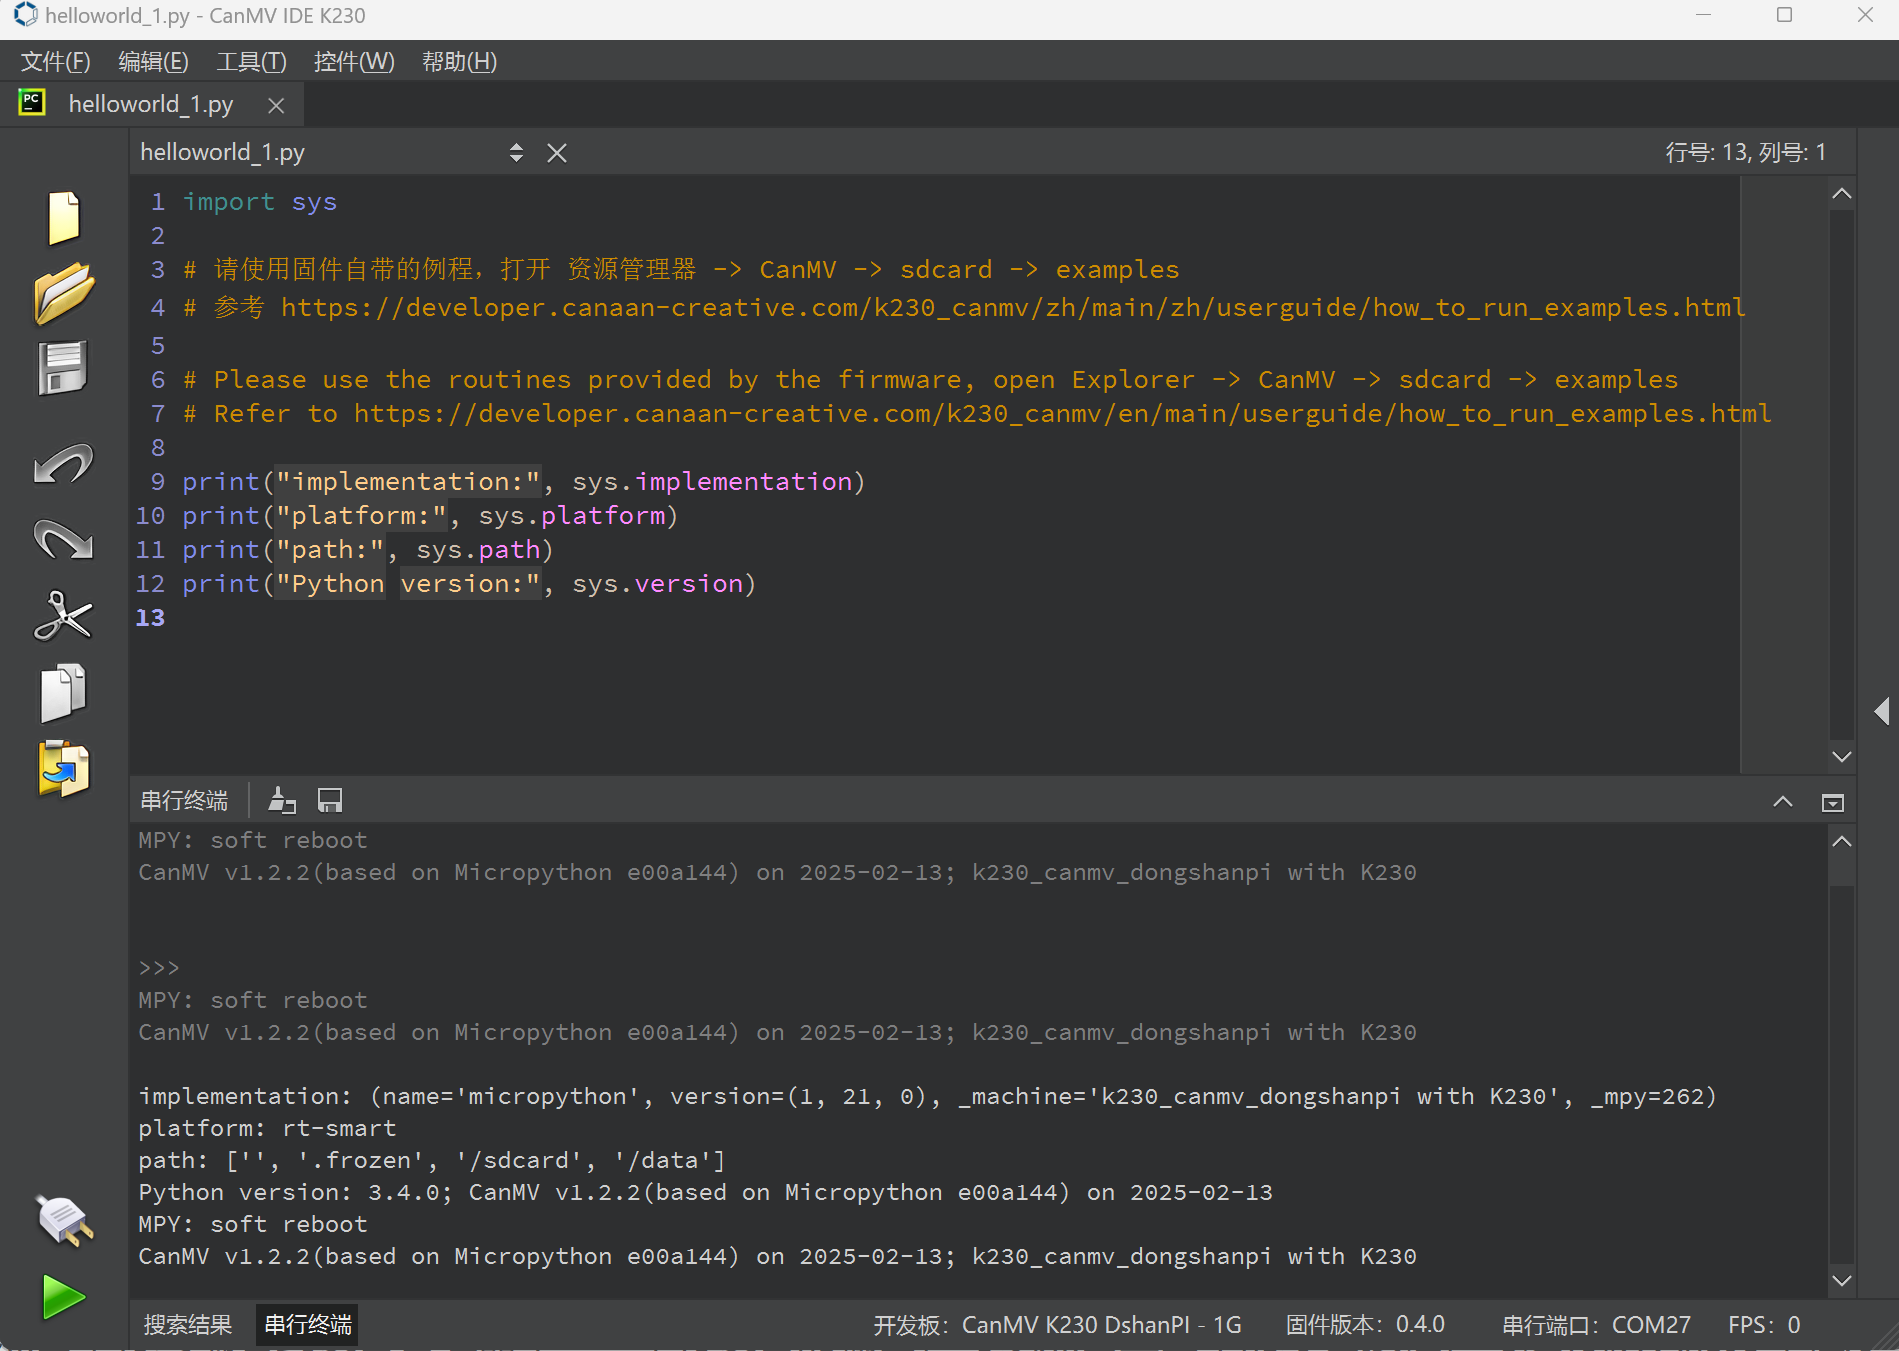 helloworld_1.py - CanMV IDE K230
文件(F) 编辑(E) 工具(T) 控件(W) 帮助(H)
PC helloworld_1.py
helloworld_1.py 行号: 13, 列号: 1
1 import sys
2
3 # 请使用固件自带的例程，打开 资源管理器 -> CanMV -> sdcard -> examples
4 # 参考 https://developer.canaan-creative.com/k230_canmv/zh/main/zh/userguide/how_to_run_examples.html
5
6 # Please use the routines provided by the firmware, open Explorer -> CanMV -> sdcard -> examples
7 # Refer to https://developer.canaan-creative.com/k230_canmv/en/main/userguide/how_to_run_examples.html
8
9 print("implementation:", sys.implementation)
10 print("platform:", sys.platform)
11 print("path:", sys.path)
12 print("Python version:", sys.version)
13
串行终端
MPY: soft reboot
CanMV v1.2.2(based on Micropython e00a144) on 2025-02-13; k230_canmv_dongshanpi with K230
>>>
MPY: soft reboot
CanMV v1.2.2(based on Micropython e00a144) on 2025-02-13; k230_canmv_dongshanpi with K230
implementation: (name='micropython', version=(1, 21, 0), _machine='k230_canmv_dongshanpi with K230', _mpy=262)
platform: rt-smart
path: ['', '.frozen', '/sdcard', '/data']
Python version: 3.4.0; CanMV v1.2.2(based on Micropython e00a144) on 2025-02-13
MPY: soft reboot
CanMV v1.2.2(based on Micropython e00a144) on 2025-02-13; k230_canmv_dongshanpi with K230
搜索结果 串行终端 开发板：CanMV K230 DshanPI - 1G 固件版本：0.4.0 串行端口：COM27 FPS：0